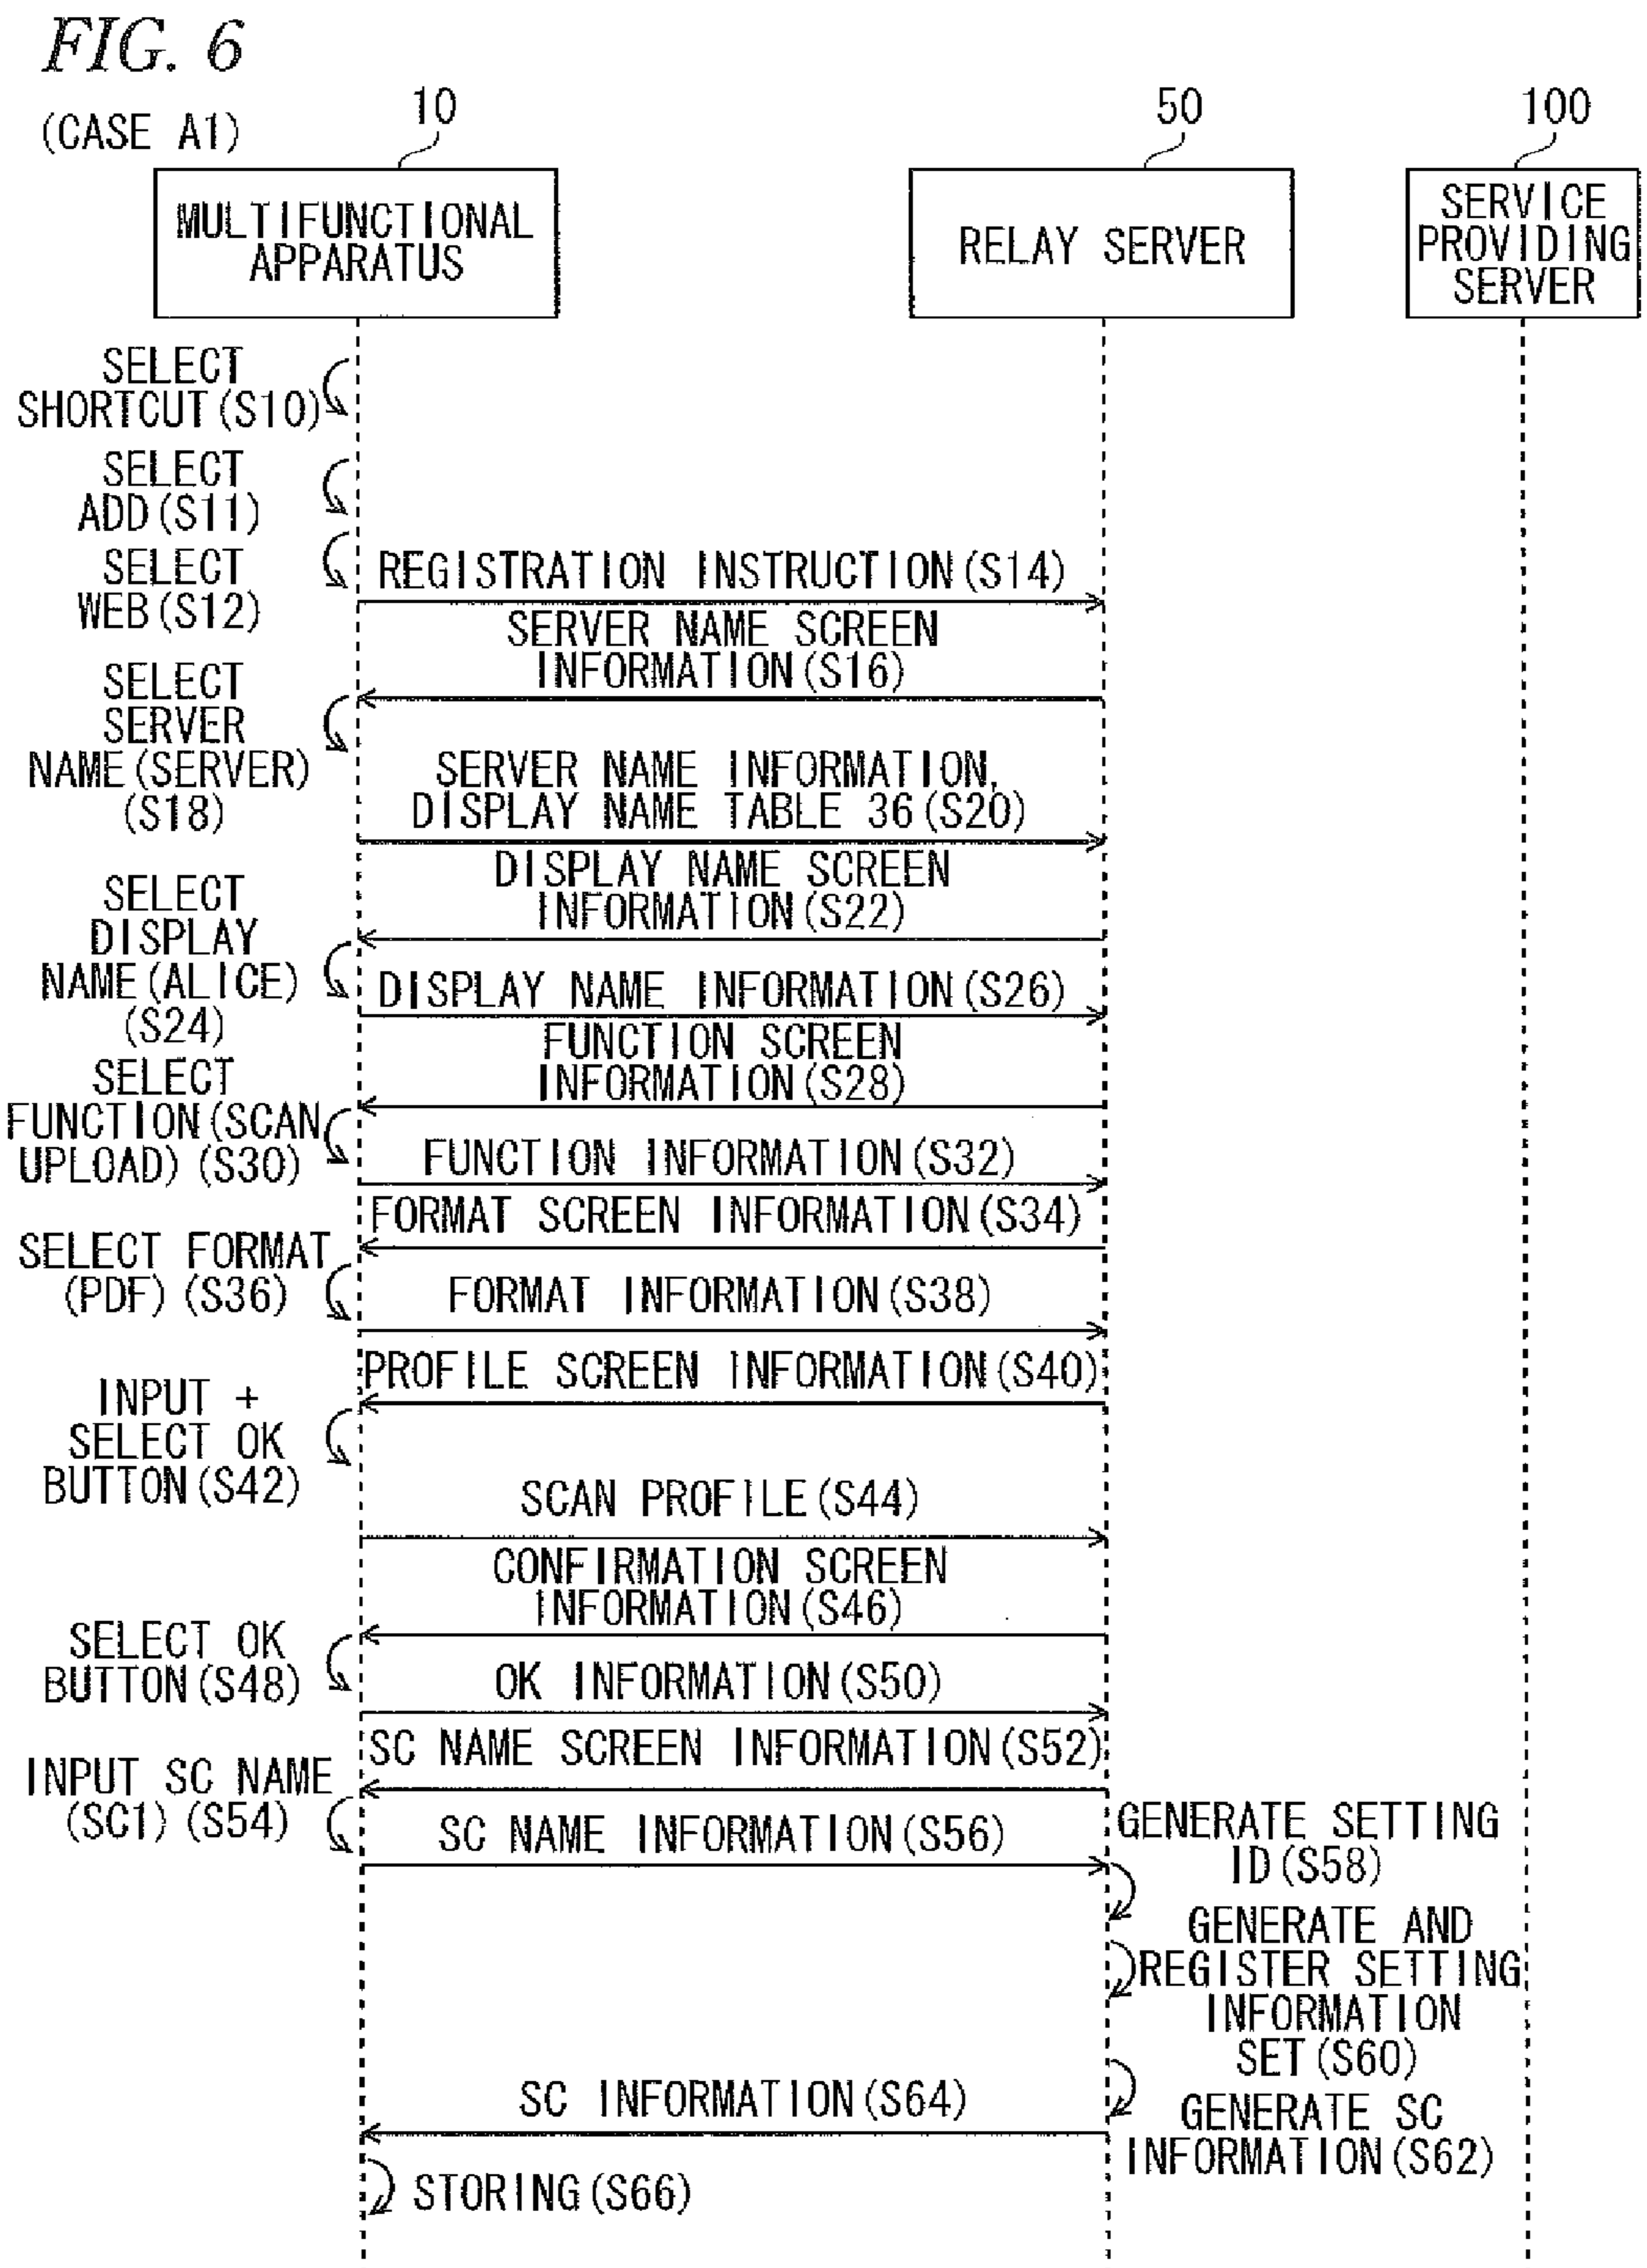 FIG. 6
(CASE A1)
10
50
100
MULTIFUNCTIONAL
APPARATUS
RELAY SERVER
SERVICE
PROVIDING
SERVER
SELECT
SHORTCUT(S10)
SELECT
ADD(S11)
SELECT
WEB(S12)
REGISTRATION INSTRUCTION(S14)
SERVER NAME SCREEN
INFORMATION(S16)
SELECT
SERVER
NAME(SERVER)
(S18)
SERVER NAME INFORMATION,
DISPLAY NAME TABLE 36(S20)
DISPLAY NAME SCREEN
INFORMATION(S22)
SELECT
DISPLAY
NAME(ALICE)
(S24)
DISPLAY NAME INFORMATION(S26)
FUNCTION SCREEN
INFORMATION(S28)
SELECT
FUNCTION(SCAN
UPLOAD)(S30)
FUNCTION INFORMATION(S32)
FORMAT SCREEN INFORMATION(S34)
SELECT FORMAT
(PDF)(S36)
FORMAT INFORMATION(S38)
PROFILE SCREEN INFORMATION(S40)
INPUT +
SELECT OK
BUTTON(S42)
SCAN PROFILE(S44)
CONFIRMATION SCREEN
INFORMATION(S46)
SELECT OK
BUTTON(S48)
OK INFORMATION(S50)
SC NAME SCREEN INFORMATION(S52)
INPUT SC NAME
(SC1)(S54)
SC NAME INFORMATION(S56)
GENERATE SETTING
ID(S58)
GENERATE AND
REGISTER SETTING
INFORMATION
SET(S60)
SC INFORMATION(S64)
GENERATE SC
INFORMATION(S62)
STORING(S66)